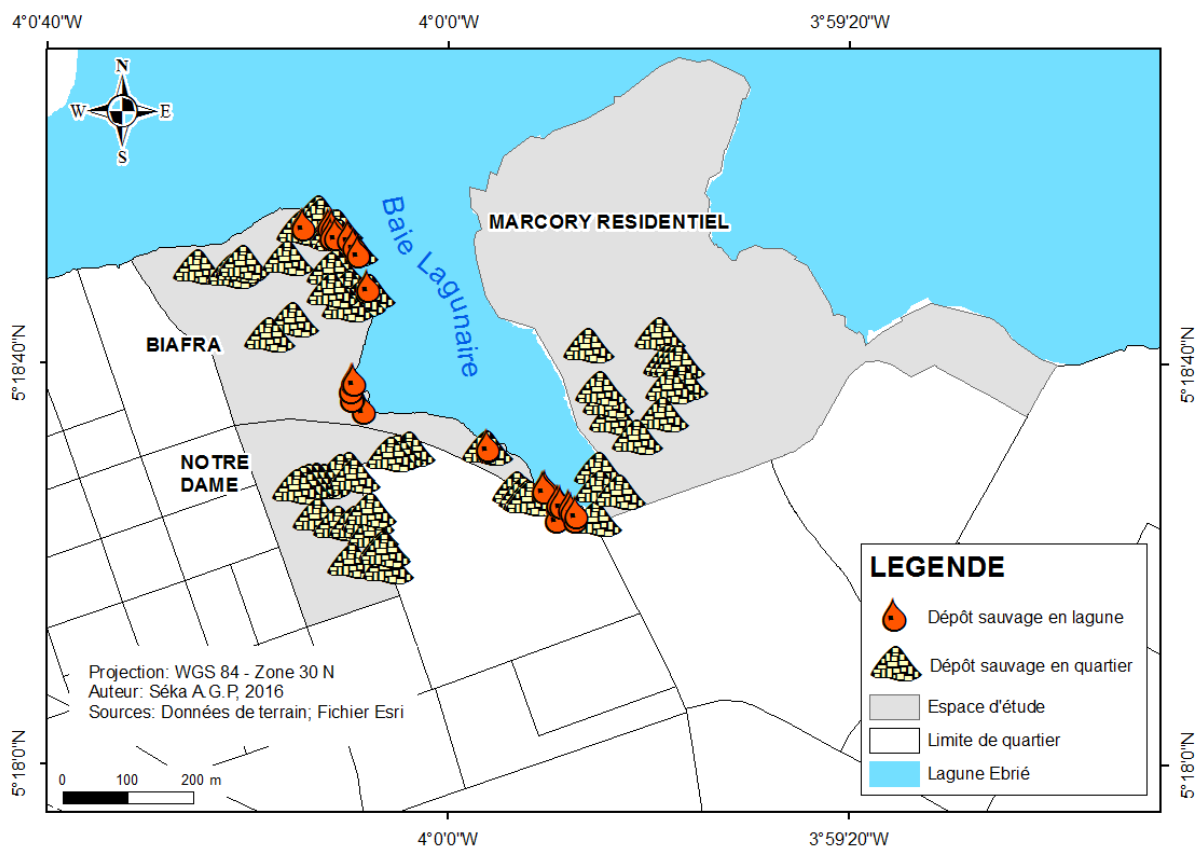 4°0'40"W
4°0'0"W
3°59'20"W
N
W
E
S
Baie Lagunaire
MARCORY RESIDENTIEL
BIAFRA
5°18'40"N
5°18'40"N
NOTRE
DAME
LEGENDE
Dépôt sauvage en lagune
Dépôt sauvage en quartier
Espace d'étude
Limite de quartier
Lagune Ebrié
Projection: WGS 84 - Zone 30 N
Auteur: Séka A.G.P, 2016
Sources: Données de terrain; Fichier Esri
0 100 200 m
5°18'0"N
5°18'0"N
4°0'40"W
4°0'0"W
3°59'20"W